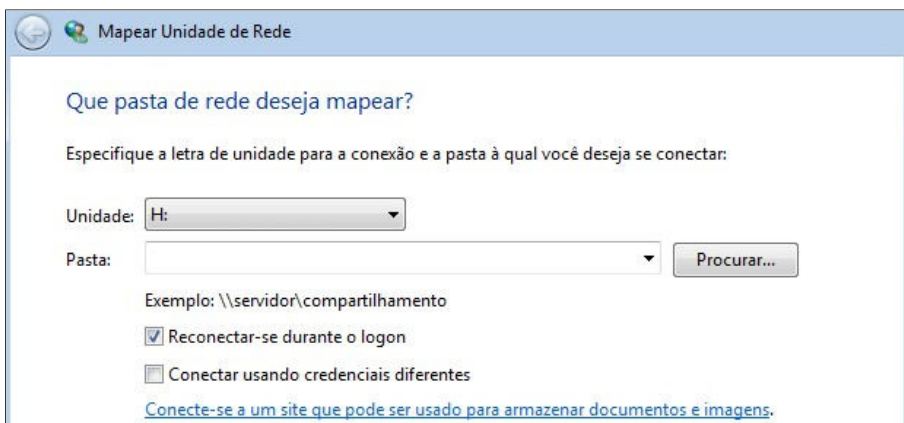 Mapear Unidade de Rede
Que pasta de rede deseja mapear?
Especifique a letra de unidade para a conexão e a pasta à qual você deseja se conectar:
Unidade: H:
Pasta: Procurar...
Exemplo: \\servidor\compartilhamento
Reconectar-se durante o logon
Conectar usando credenciais diferentes
Conecte-se a um site que pode ser usado para armazenar documentos e imagens.